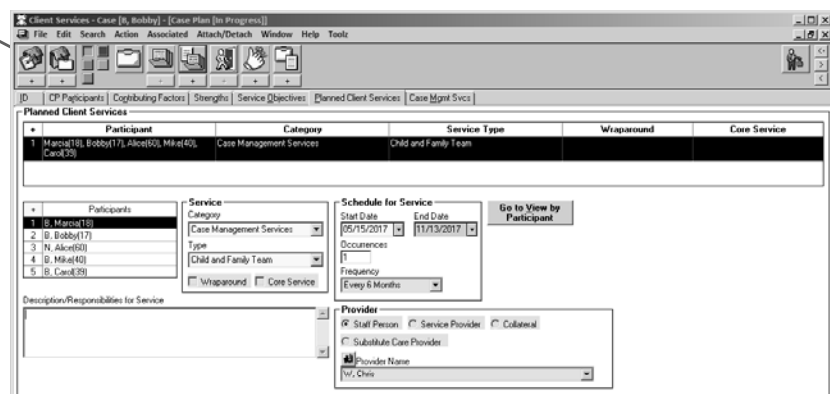 Client Services - Case [B, Bobby] - [Case Plan [In Progress]]
File Edit Search Action Associated Attach/Detach Window Help Toolz
ID CP Participants Contributing Factors Strengths Service Objectives Planned Client Services Case Mgmt Svcs
Planned Client Services
+ Participant Category Service Type Wraparound Core Service
1 Marcia(18), Bobby(17), Alice(60), Mike(40), Case Management Services Child and Family Team
Carol(39)
+ Participants
1 B, Marcia(18)
2 B, Bobby(17)
3 N, Alice(60)
4 B, Mike(40)
5 B, Carol(39)
Service
Category
Case Management Services
Type
Child and Family Team
Wraparound Core Service
Schedule for Service
Start Date End Date
05/15/2017 11/13/2017
Occurrences
1
Frequency
Every 6 Months
Go to View by
Participant
Description/Responsibilities for Service
Provider
Staff Person Service Provider Collateral
Substitute Care Provider
Provider Name
W, Chris